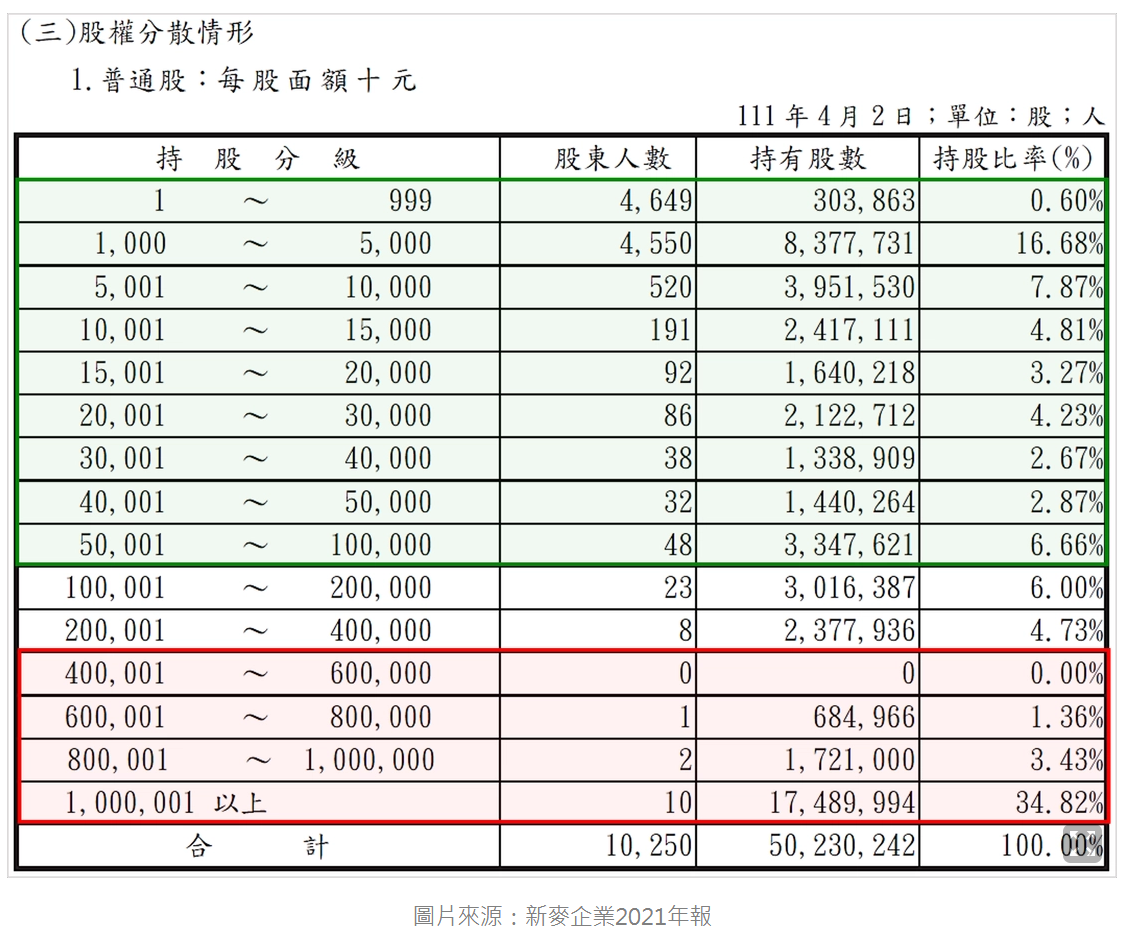 (三)股權分散情形
1.普通股：每股面額十元
111年4月2日；單位：股；人
持股分級 股東人數 持有股數 持股比率(%)
1 ～ 999 4,649 303,863 0.60%
1,000 ～ 5,000 4,550 8,377,731 16.68%
5,001 ～ 10,000 520 3,951,530 7.87%
10,001 ～ 15,000 191 2,417,111 4.81%
15,001 ～ 20,000 92 1,640,218 3.27%
20,001 ～ 30,000 86 2,122,712 4.23%
30,001 ～ 40,000 38 1,338,909 2.67%
40,001 ～ 50,000 32 1,440,264 2.87%
50,001 ～ 100,000 48 3,347,621 6.66%
100,001 ～ 200,000 23 3,016,387 6.00%
200,001 ～ 400,000 8 2,377,936 4.73%
400,001 ～ 600,000 0 0 0.00%
600,001 ～ 800,000 1 684,966 1.36%
800,001 ～ 1,000,000 2 1,721,000 3.43%
1,000,001 以上 10 17,489,994 34.82%
合計 10,250 50,230,242 100.00%
圖片來源：新麥企業2021年報